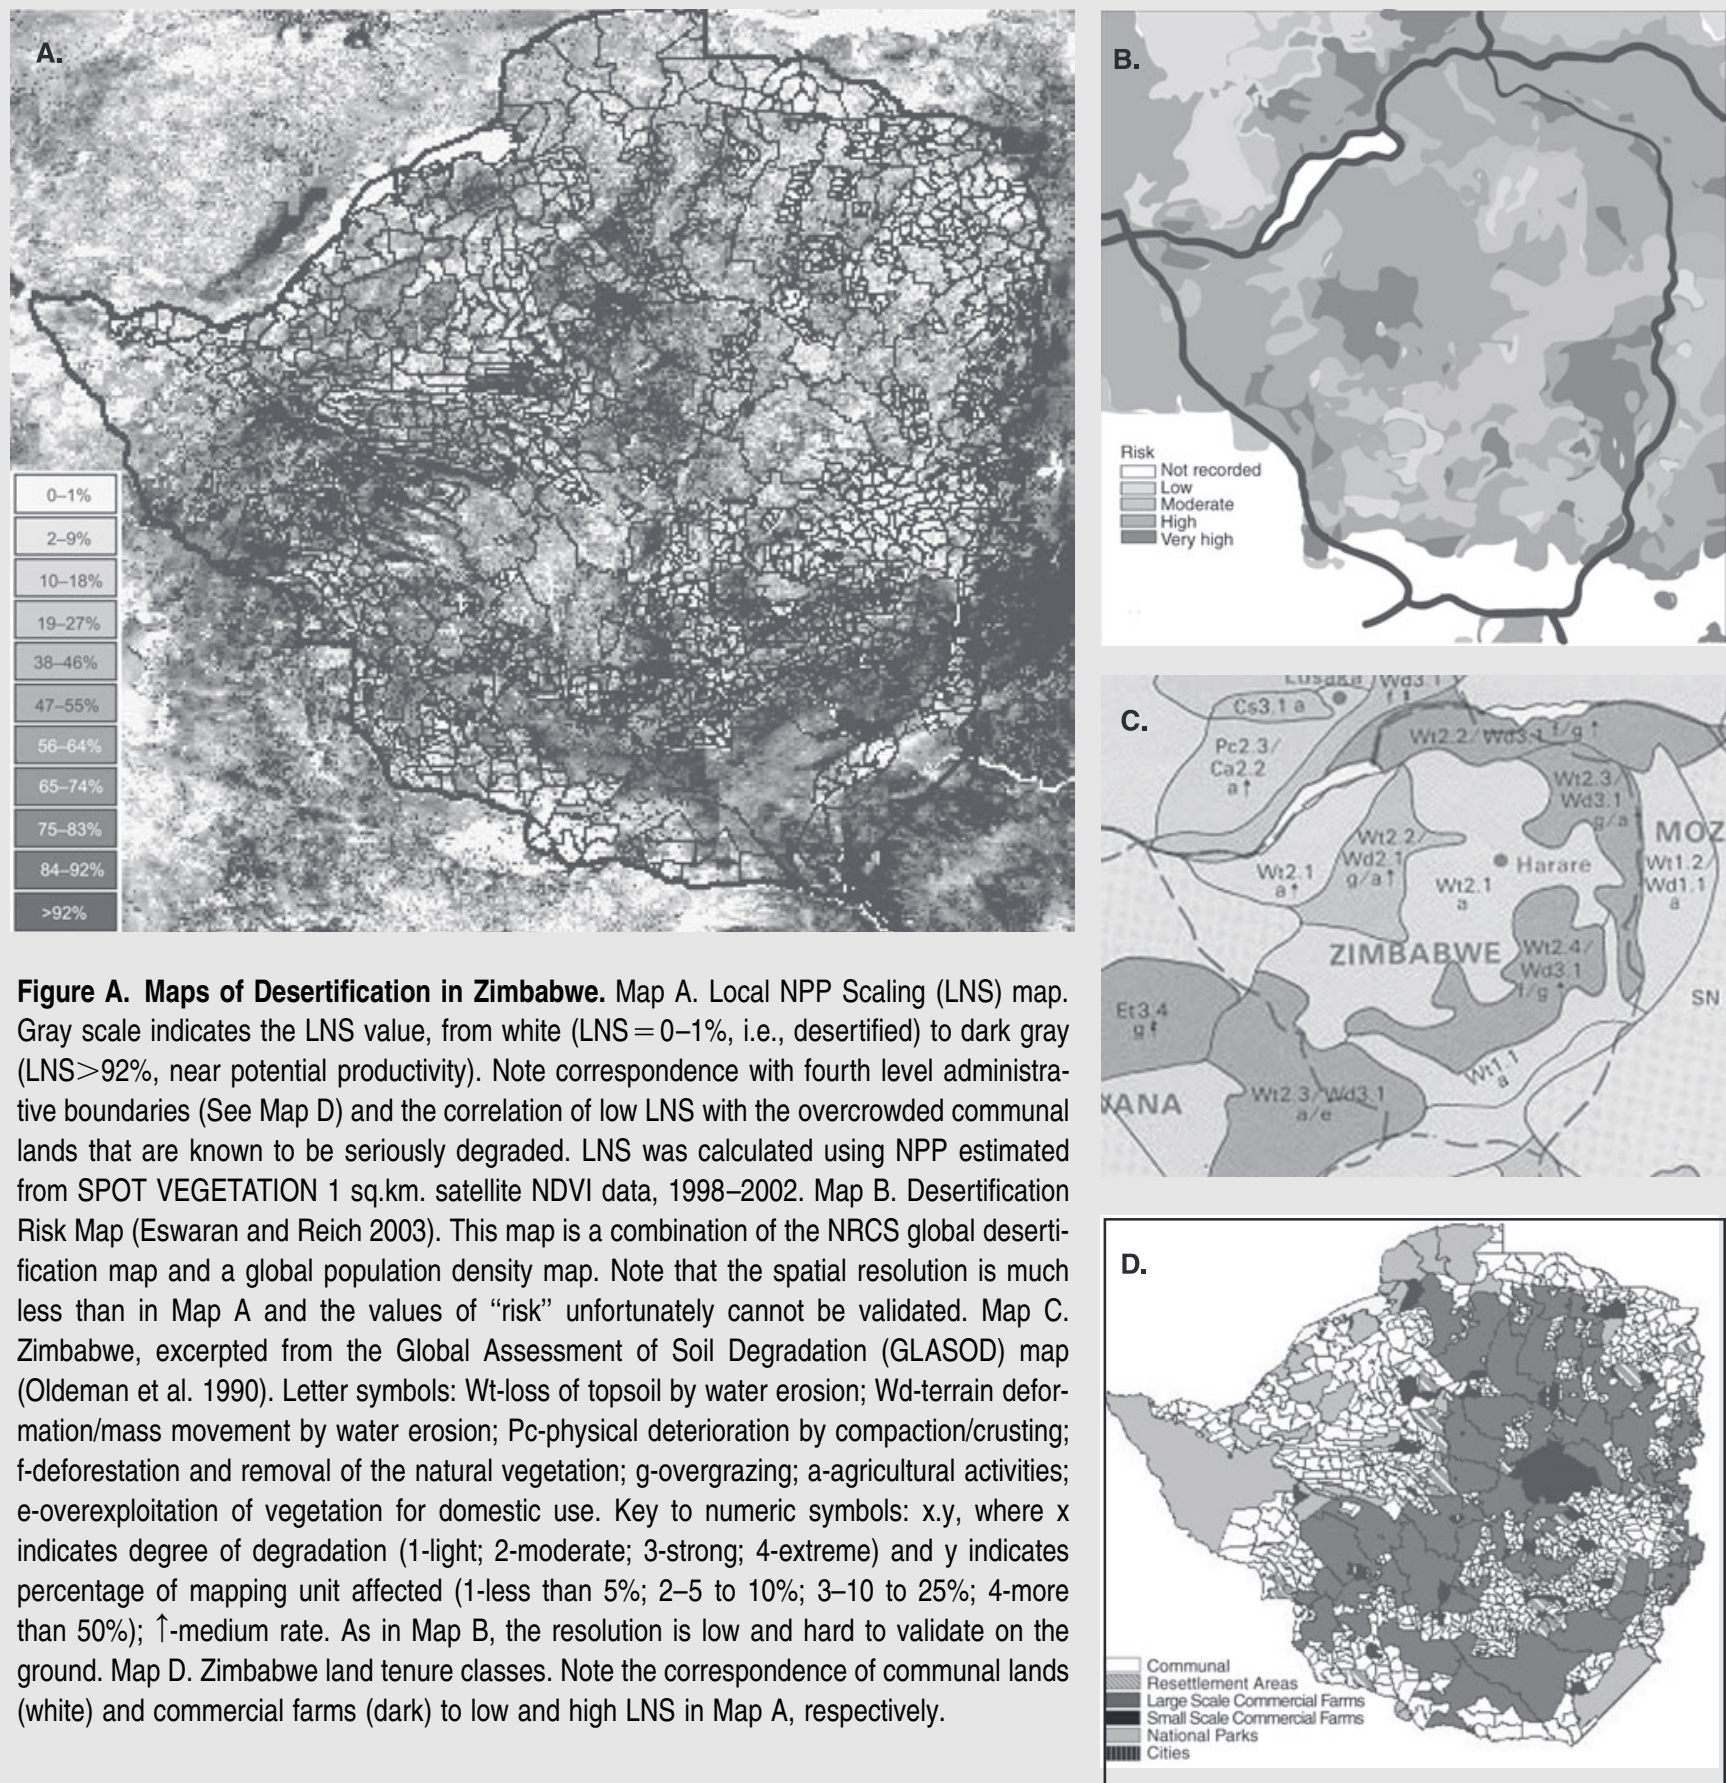 A.
0–1%
2–9%
10–18%
19–27%
38–46%
47–55%
56–64%
65–74%
75–83%
84–92%
>92%
B.
Risk
Not recorded
Low
Moderate
High
Very high
C.
Lusaka
Wd3.1
f
Cs3.1 a
Pc2.3/
Ca2.2
a↑
Wt2.2/Wd3.1 f/g↑
Wt2.3/
Wd3.1
g/a↑
MOZ
Wt2.2/
Wd2.1
g/a↑
Wt2.1
a↑
Harare
Wt2.1
a
Wt1.2/
Wd1.1
a
ZIMBABWE
Wt2.4/
Wd3.1
f/g↑
SN
Et3.4
g
Wt1.1
a
VANA
Wt2.3/Wd3.1
a/e
D.
Communal
Resettlement Areas
Large Scale Commercial Farms
Small Scale Commercial Farms
National Parks
Cities
Figure A. Maps of Desertification in Zimbabwe. Map A. Local NPP Scaling (LNS) map.
Gray scale indicates the LNS value, from white (LNS=0–1%, i.e., desertified) to dark gray
(LNS>92%, near potential productivity). Note correspondence with fourth level administra-
tive boundaries (See Map D) and the correlation of low LNS with the overcrowded communal
lands that are known to be seriously degraded. LNS was calculated using NPP estimated
from SPOT VEGETATION 1 sq.km. satellite NDVI data, 1998–2002. Map B. Desertification
Risk Map (Eswaran and Reich 2003). This map is a combination of the NRCS global deserti-
fication map and a global population density map. Note that the spatial resolution is much
less than in Map A and the values of “risk” unfortunately cannot be validated. Map C.
Zimbabwe, excerpted from the Global Assessment of Soil Degradation (GLASOD) map
(Oldeman et al. 1990). Letter symbols: Wt-loss of topsoil by water erosion; Wd-terrain defor-
mation/mass movement by water erosion; Pc-physical deterioration by compaction/crusting;
f-deforestation and removal of the natural vegetation; g-overgrazing; a-agricultural activities;
e-overexploitation of vegetation for domestic use. Key to numeric symbols: x.y, where x
indicates degree of degradation (1-light; 2-moderate; 3-strong; 4-extreme) and y indicates
percentage of mapping unit affected (1-less than 5%; 2–5 to 10%; 3–10 to 25%; 4-more
than 50%); ↑-medium rate. As in Map B, the resolution is low and hard to validate on the
ground. Map D. Zimbabwe land tenure classes. Note the correspondence of communal lands
(white) and commercial farms (dark) to low and high LNS in Map A, respectively.